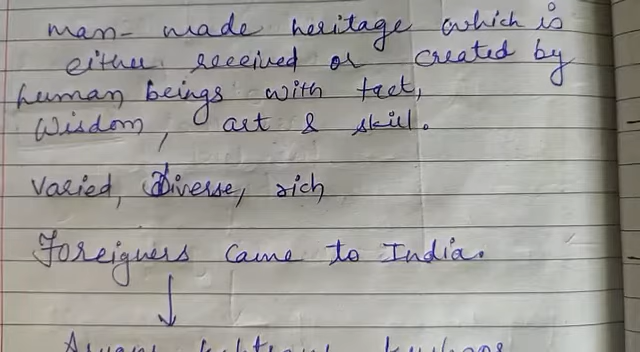 man-made heritage which is
either received or created by
human beings with tact,
Wisdom, art & skill.
Varied, Diverse, rich
Foreigners came to India.